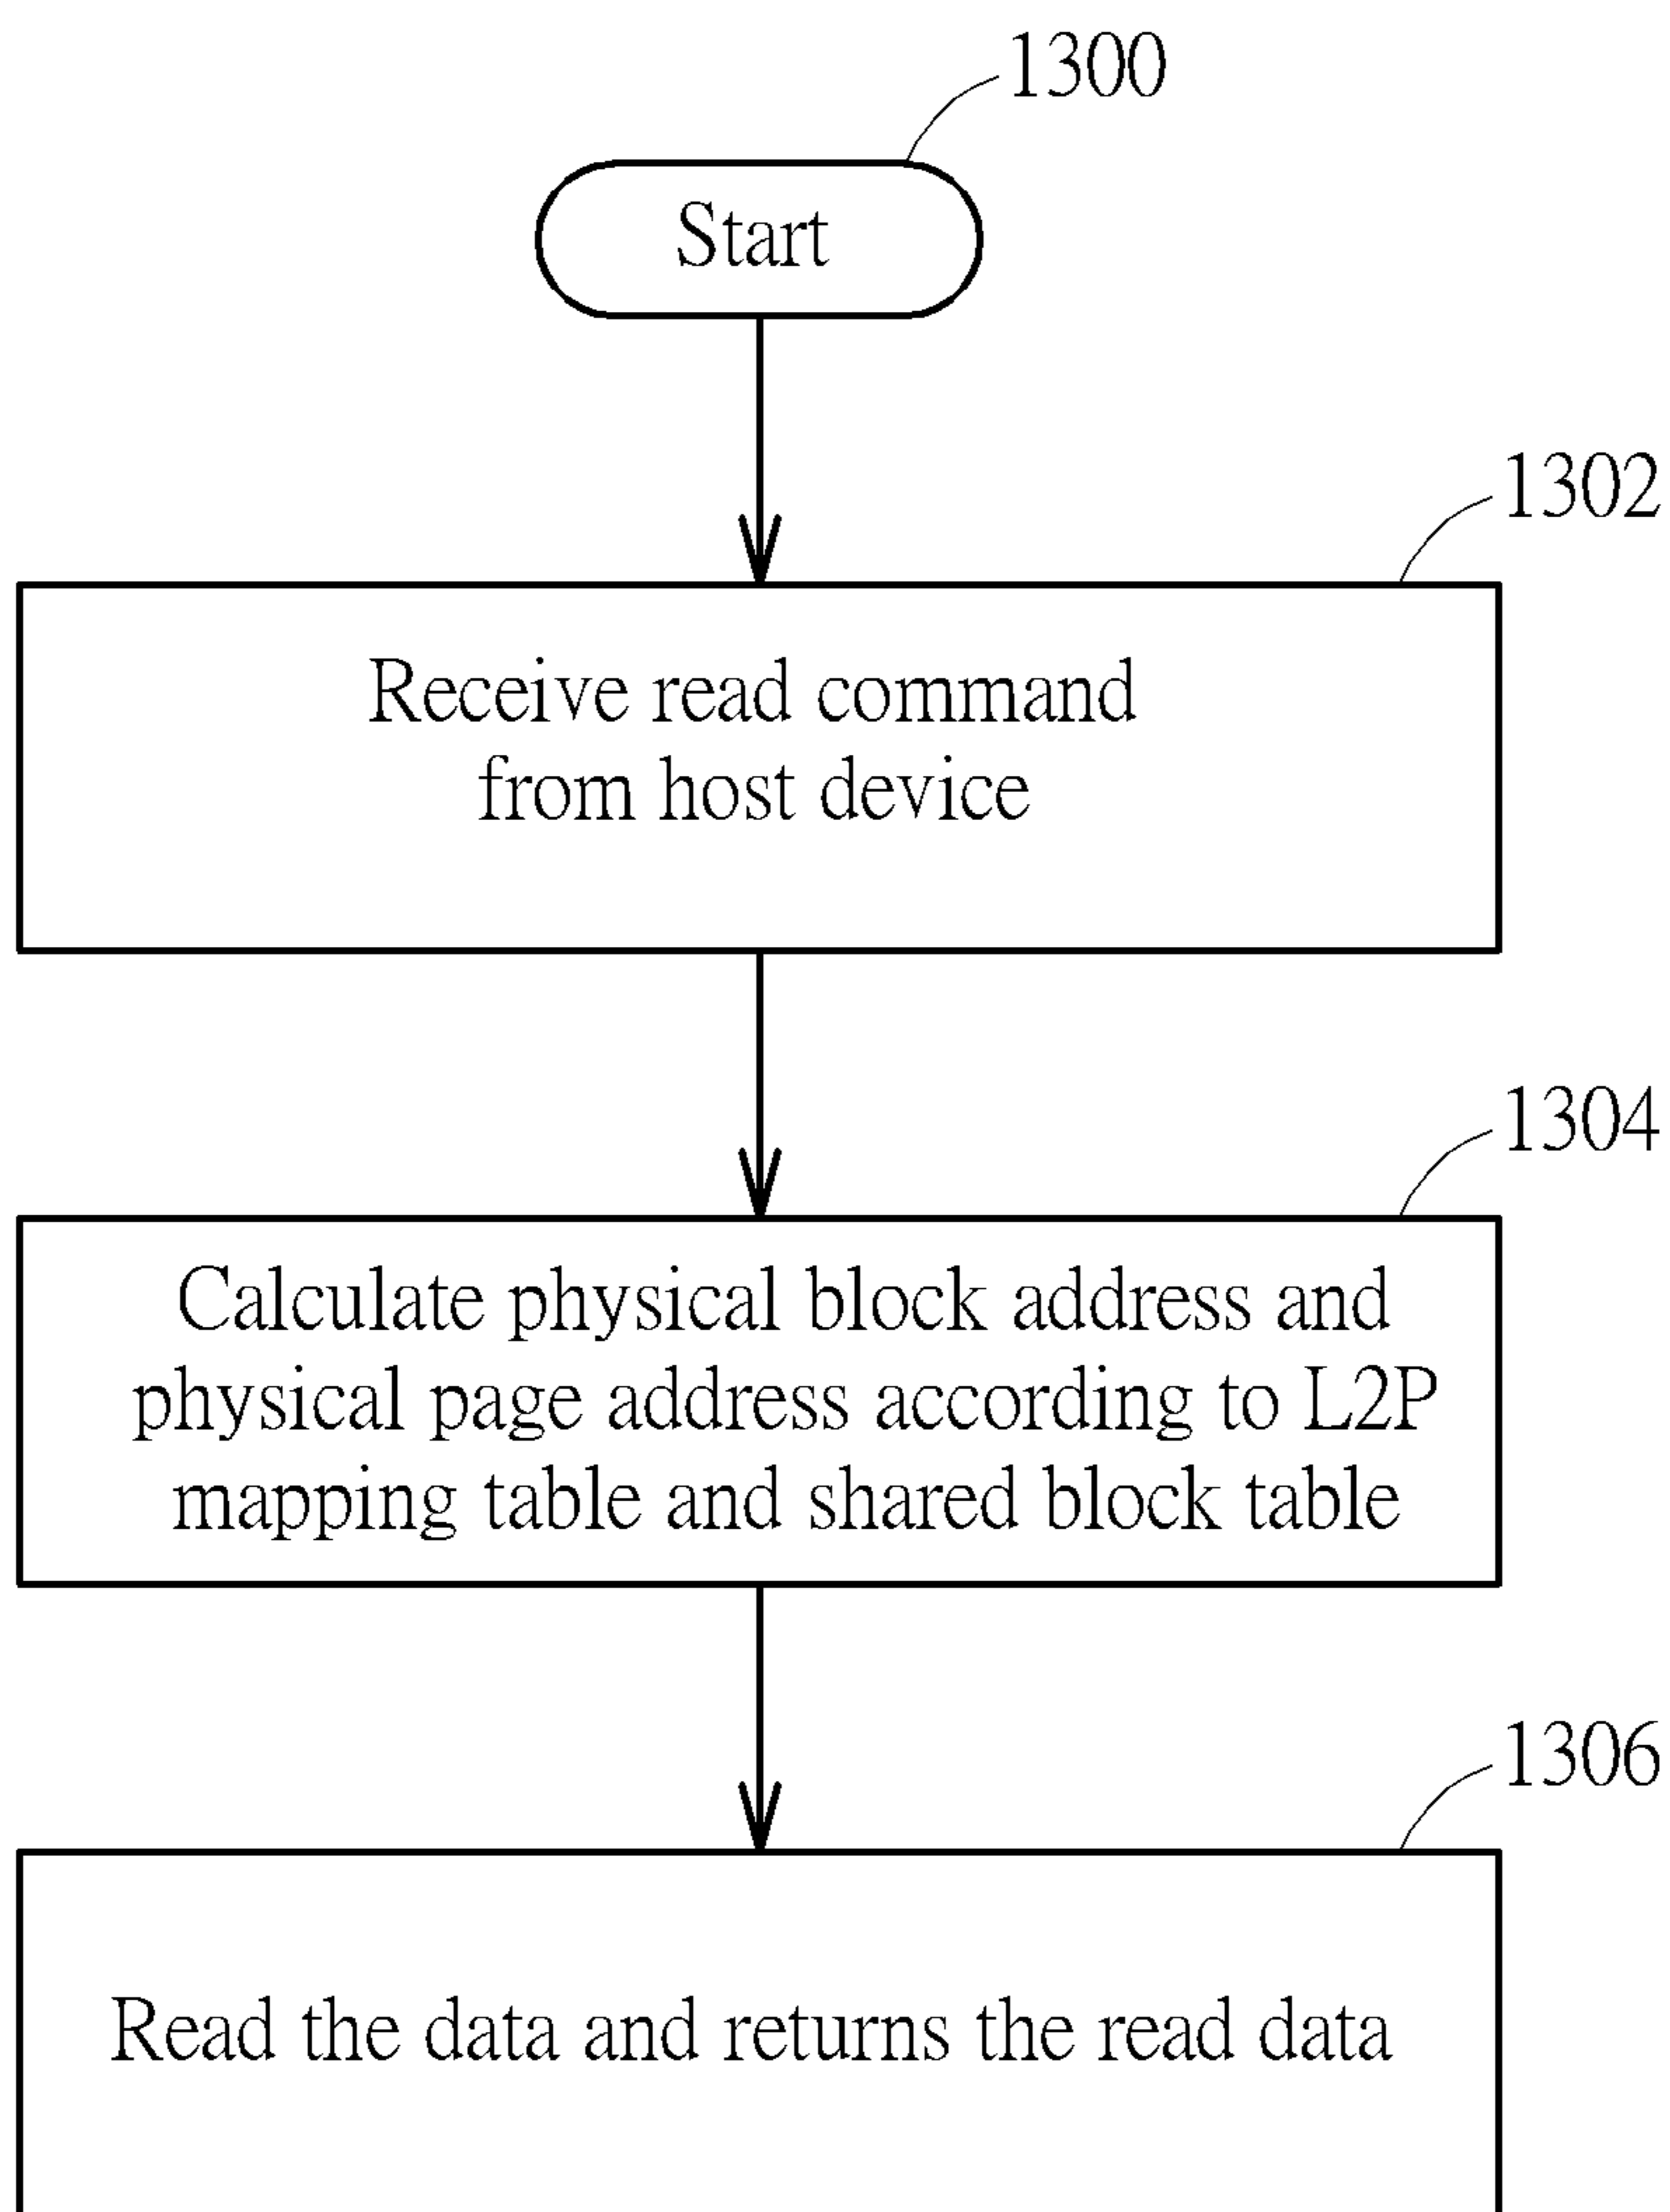 1300
Start
1302
Receive read command
from host device
1304
Calculate physical block address and
physical page address according to L2P
mapping table and shared block table
1306
Read the data and returns the read data